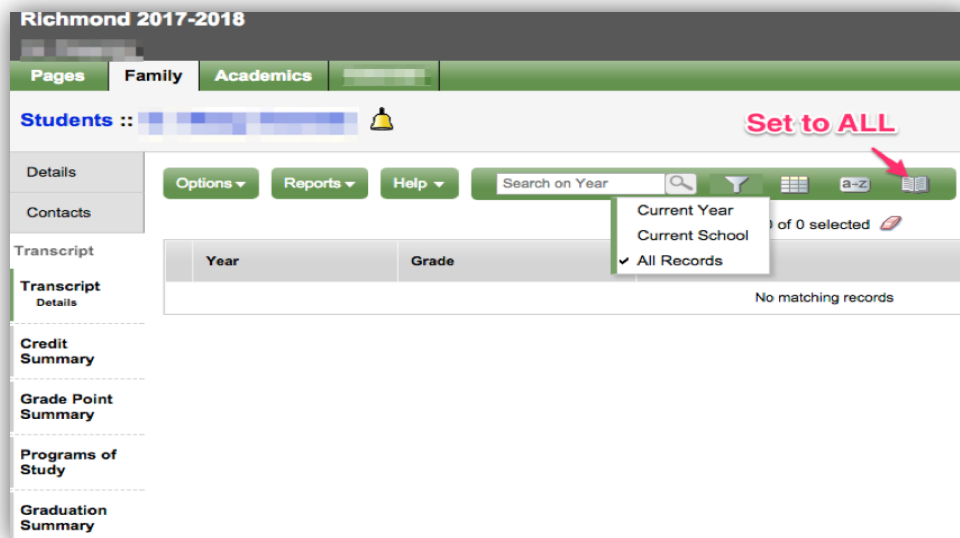 Richmond 2017-2018
Pages Family Academics
Students ::
Set to ALL
Details
Contacts
Transcript
Transcript
Details
Credit
Summary
Grade Point
Summary
Programs of
Study
Graduation
Summary
Options Reports Help Search on Year a-z
Current Year
Current School
All Records
of 0 selected
Year Grade
No matching records